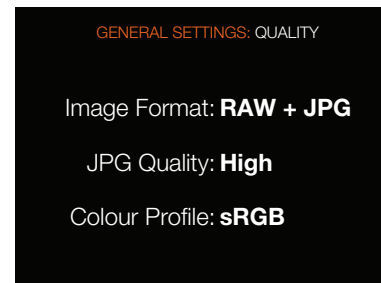 GENERAL SETTINGS: QUALITY
Image Format: RAW + JPG
JPG Quality: High
Colour Profile: sRGB